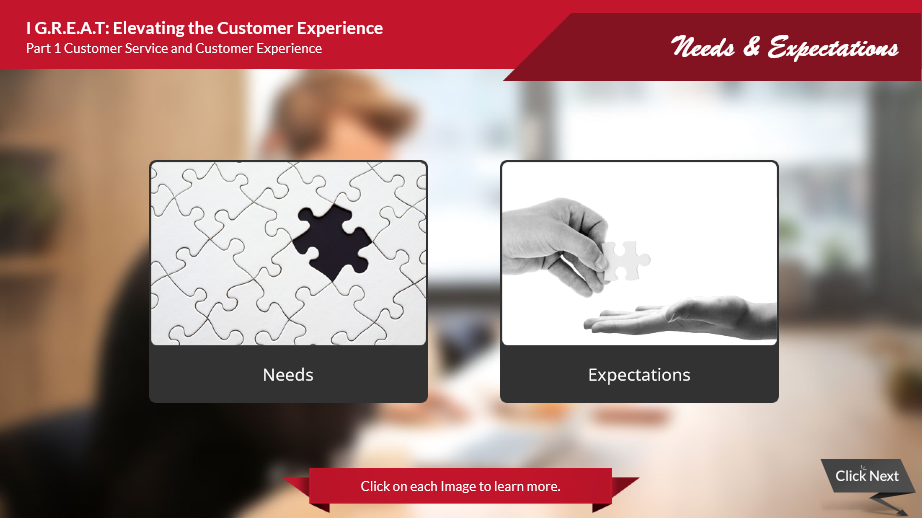 I G.R.E.A.T: Elevating the Customer Experience
Part 1 Customer Service and Customer Experience
Needs & Expectations
Needs
Expectations
Click on each Image to learn more.
Click Next